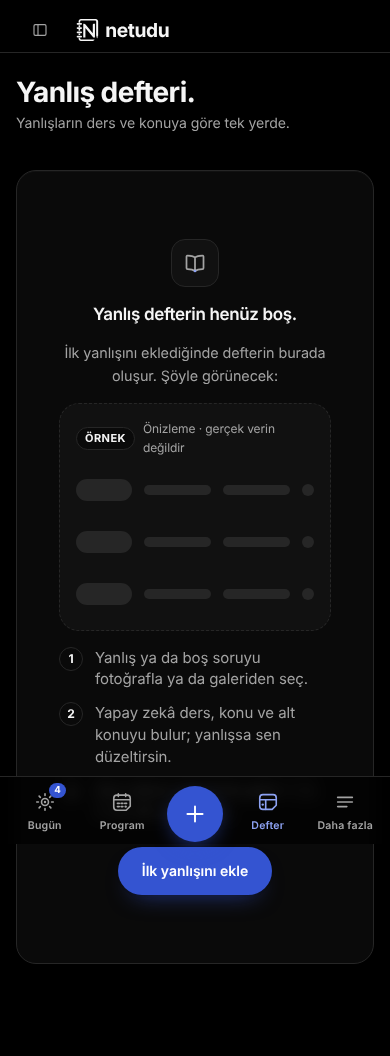 netudu
Yanlış defteri.
Yanlışların ders ve konuya göre tek yerde.
Yanlış defterin henüz boş.
İlk yanlışını eklediğinde defterin burada
oluşur. Şöyle görünecek:
ÖRNEK
Önizleme · gerçek verin
değildir
1
Yanlış ya da boş soruyu
fotoğrafla ya da galeriden seç.
2
Yapay zekâ ders, konu ve alt
konuyu bulur; yanlışsa sen
düzeltirsin.
4
Bugün
Program
Defter
Daha fazla
İlk yanlışını ekle